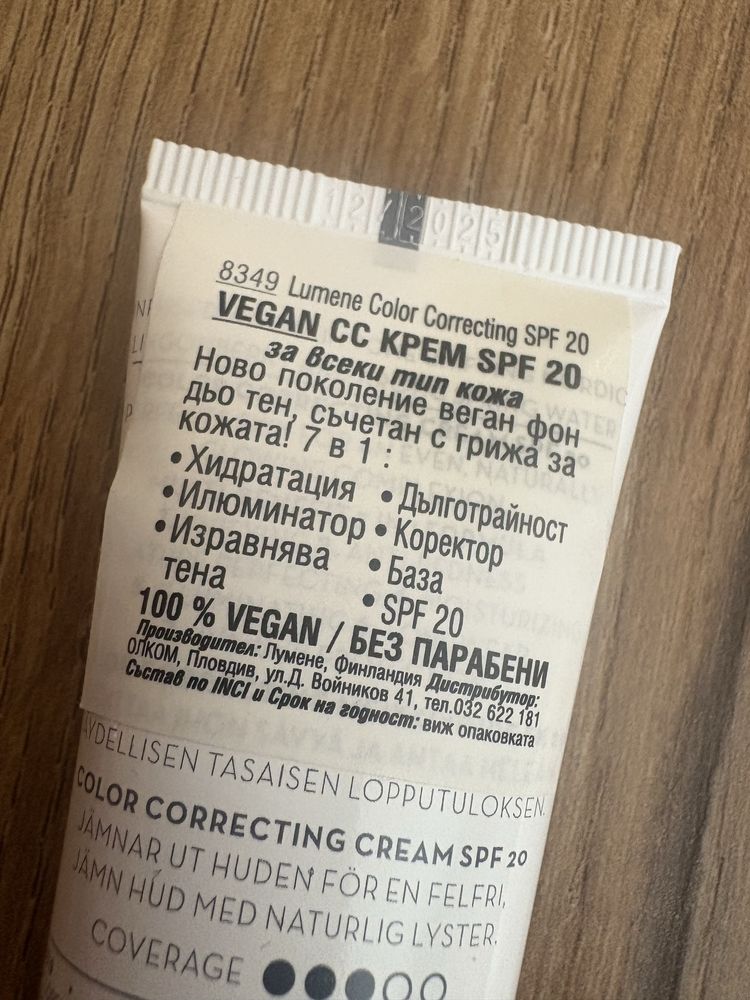 12/2025
8349 Lumene Color Correcting SPF 20
VEGAN CC КРЕМ SPF 20
за всеки тип кожа
Ново поколение веган фон
дьо тен, съчетан с грижа за
кожата! 7 в 1 :
•Хидратация •Дълготрайност
•Илюминатор •Коректор
•Изравнява •База
тена •SPF 20
100 % VEGAN / БЕЗ ПАРАБЕНИ
Производител: Лумене, Финландия Дистрибутор:
ОЛКОМ, Пловдив, ул.Д. Войников 41, тел.032 622 181
Състав по INCI и Срок на годност: виж опаковката
TASAISEN LOPPUTULOKSEN.
COLOR CORRECTING CREAM SPF 20
JÄMNAR UT HUDEN FÖR EN FELFRI,
JÄMN HUD MED NATURLIG LYSTER.
COVERAGE